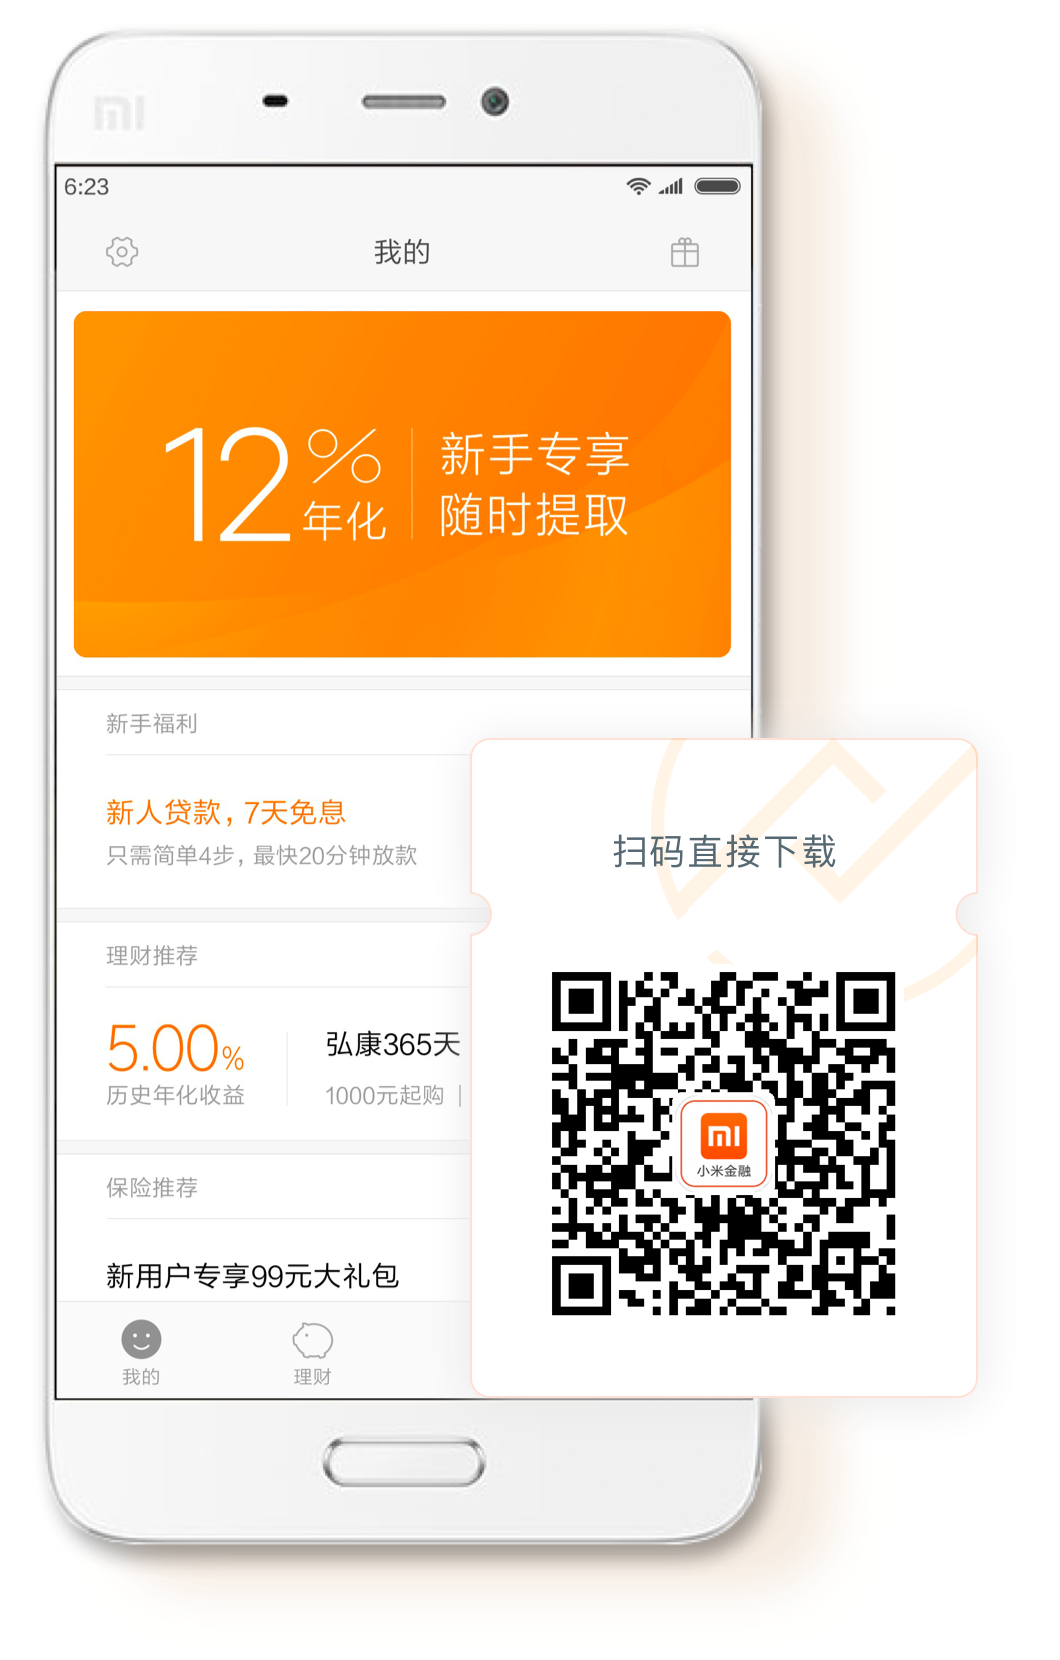 mi
6:23
我的
12%
年化
新手专享
随时提取
新手福利
新人贷款，7天免息
只需简单4步，最快20分钟放款
理财推荐
5.00%
历史年化收益
弘康365天
1000元起购 |
保险推荐
新用户专享99元大礼包
我的
理财
扫码直接下载
mi
小米金融